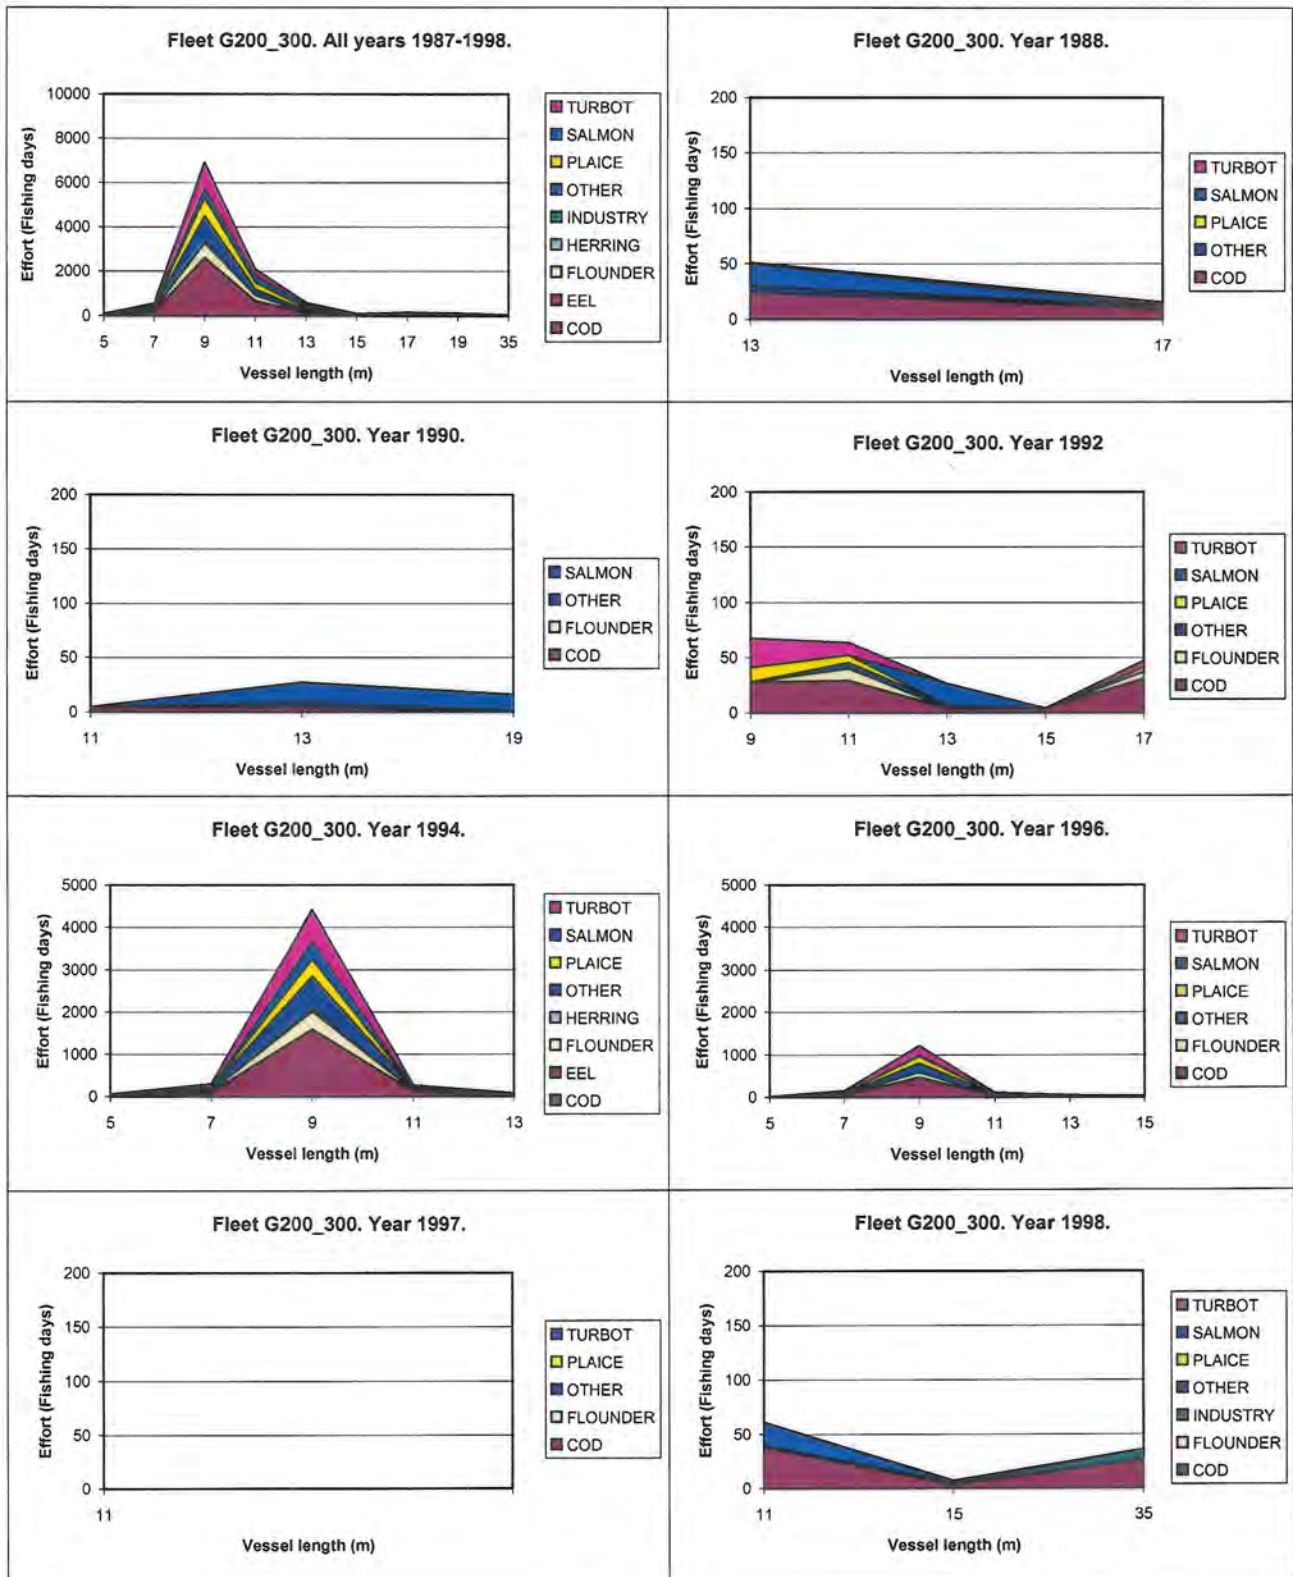 Fleet G200_300. All years 1987-1998.
Effort (Fishing days)
10000
8000
6000
4000
2000
0
5 7 9 11 13 15 17 19 35
Vessel length (m)
TURBOT
SALMON
PLAICE
OTHER
INDUSTRY
HERRING
FLOUNDER
EEL
COD
Fleet G200_300. Year 1988.
Effort (Fishing days)
200
150
100
50
0
13 17
Vessel length (m)
TURBOT
SALMON
PLAICE
OTHER
COD
Fleet G200_300. Year 1990.
Effort (Fishing days)
200
150
100
50
0
11 13 19
Vessel length (m)
SALMON
OTHER
FLOUNDER
COD
Fleet G200_300. Year 1992
Effort (Fishing days)
200
150
100
50
0
9 11 13 15 17
Vessel length (m)
TURBOT
SALMON
PLAICE
OTHER
FLOUNDER
COD
Fleet G200_300. Year 1994.
Effort (Fishing days)
5000
4000
3000
2000
1000
0
5 7 9 11 13
Vessel length (m)
TURBOT
SALMON
PLAICE
OTHER
HERRING
FLOUNDER
EEL
COD
Fleet G200_300. Year 1996.
Effort (Fishing days)
5000
4000
3000
2000
1000
0
5 7 9 11 13 15
Vessel length (m)
TURBOT
SALMON
PLAICE
OTHER
FLOUNDER
COD
Fleet G200_300. Year 1997.
Effort (Fishing days)
200
150
100
50
0
11
Vessel length (m)
TURBOT
PLAICE
OTHER
FLOUNDER
COD
Fleet G200_300. Year 1998.
Effort (Fishing days)
200
150
100
50
0
11 15 35
Vessel length (m)
TURBOT
SALMON
PLAICE
OTHER
INDUSTRY
FLOUNDER
COD